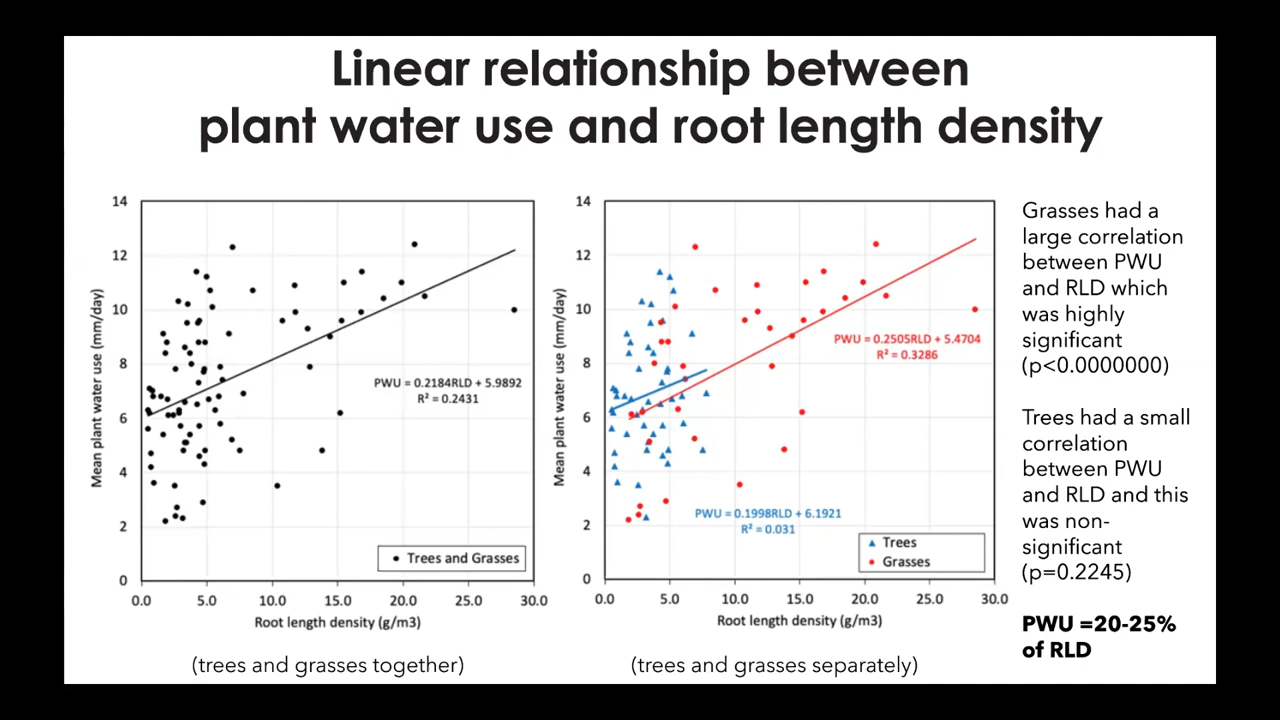 Linear relationship between
plant water use and root length density
14
12
10
8
6
4
2
0
0.0 5.0 10.0 15.0 20.0 25.0 30.0
Mean plant water use (mm/day)
Root length density (g/m3)
PWU = 0.2184RLD + 5.9892
R² = 0.2431
Trees and Grasses
(trees and grasses together)
14
12
10
8
6
4
2
0
0.0 5.0 10.0 15.0 20.0 25.0 30.0
Mean plant water use (mm/day)
Root length density (g/m3)
PWU = 0.2505RLD + 5.4704
R² = 0.3286
PWU = 0.1998RLD + 6.1921
R² = 0.031
Trees
Grasses
(trees and grasses separately)
Grasses had a
large correlation
between PWU
and RLD which
was highly
significant
(p<0.0000000)
Trees had a small
correlation
between PWU
and RLD and this
was non-
significant
(p=0.2245)
PWU =20-25%
of RLD